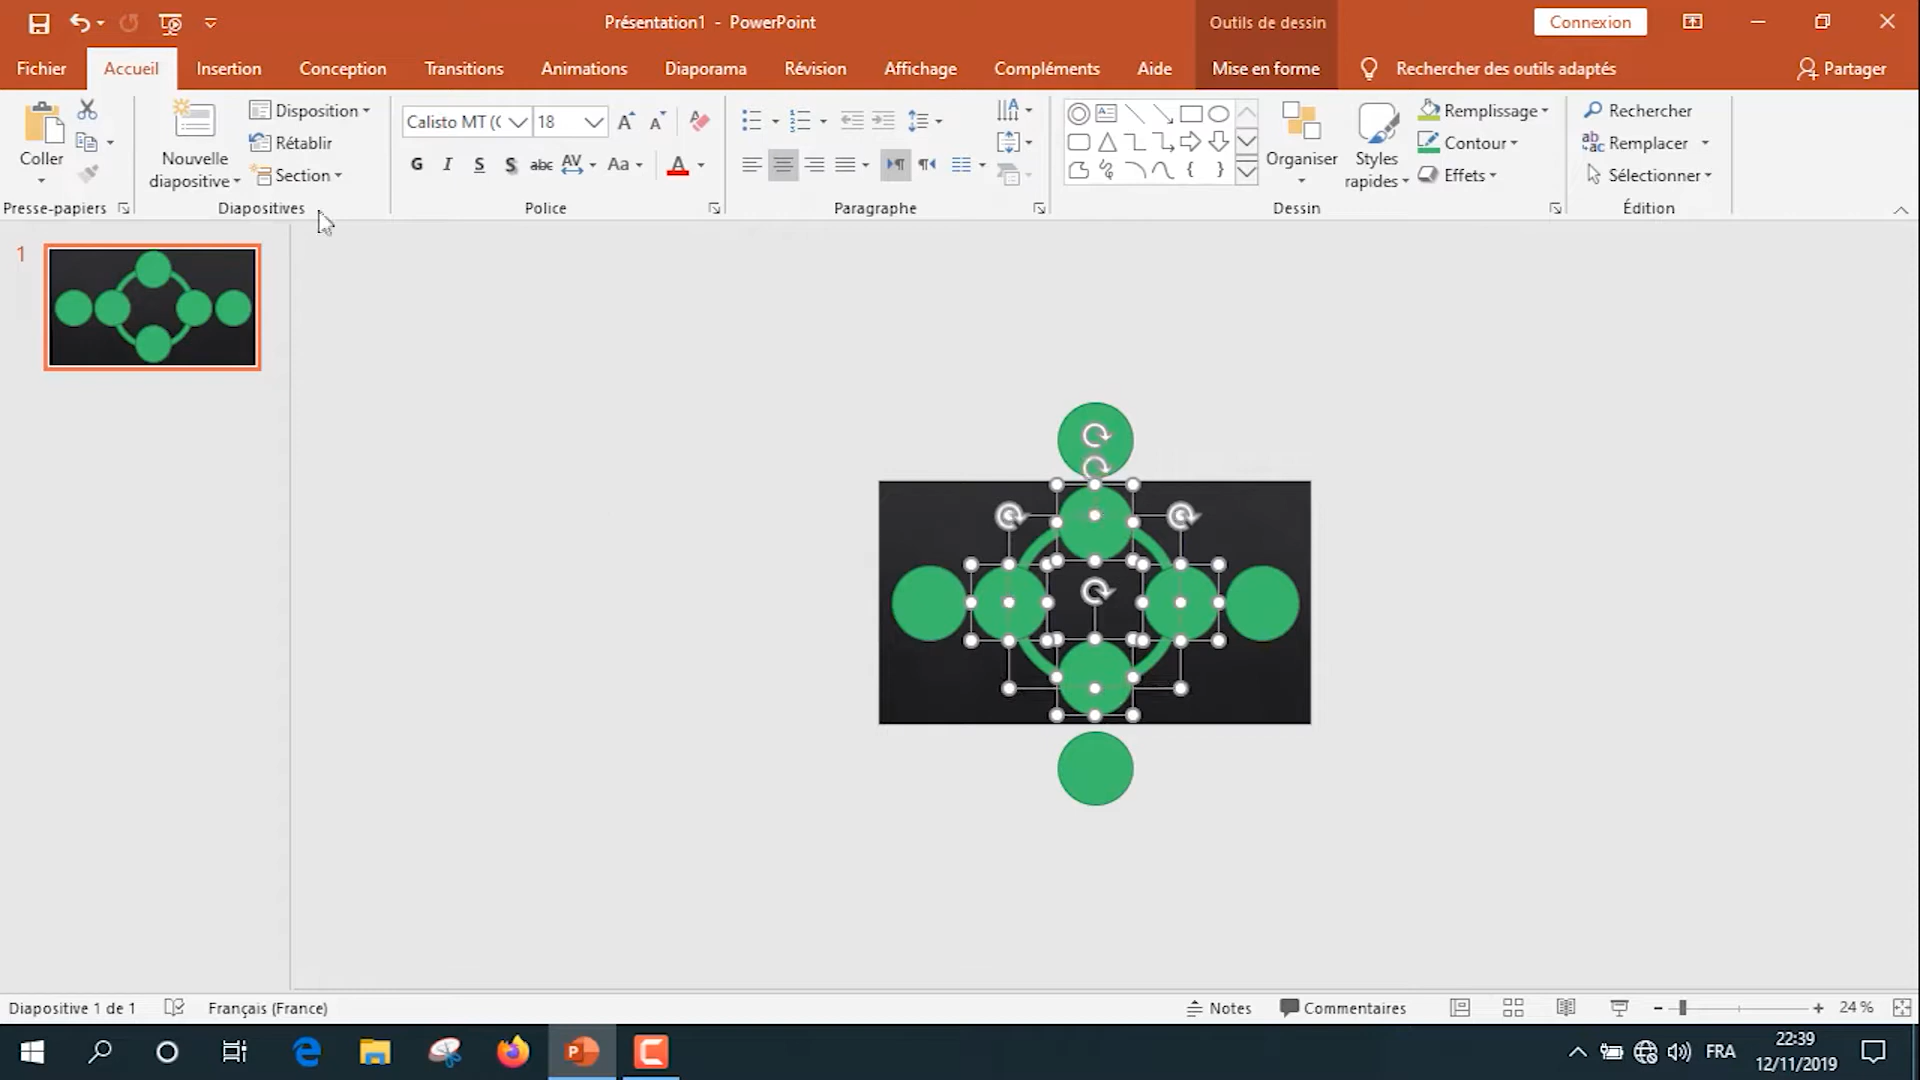 Présentation1 - PowerPoint
Outils de dessin
Connexion
Fichier Accueil Insertion Conception Transitions Animations Diaporama Révision Affichage Compléments Aide Mise en forme Rechercher des outils adaptés Partager
Coller
Presse-papiers
Nouvelle
diapositive
Disposition
Rétablir
Section
Diapositives
Calisto MT (C 18
G I S S abc AV Aa A
Police
Paragraphe
Dessin
Organiser
Styles
rapides
Remplissage
Contour
Effets
Rechercher
Remplacer
Sélectionner
Édition
1
Diapositive 1 de 1 Français (France) Notes Commentaires 24 %
FRA
22:39
12/11/2019